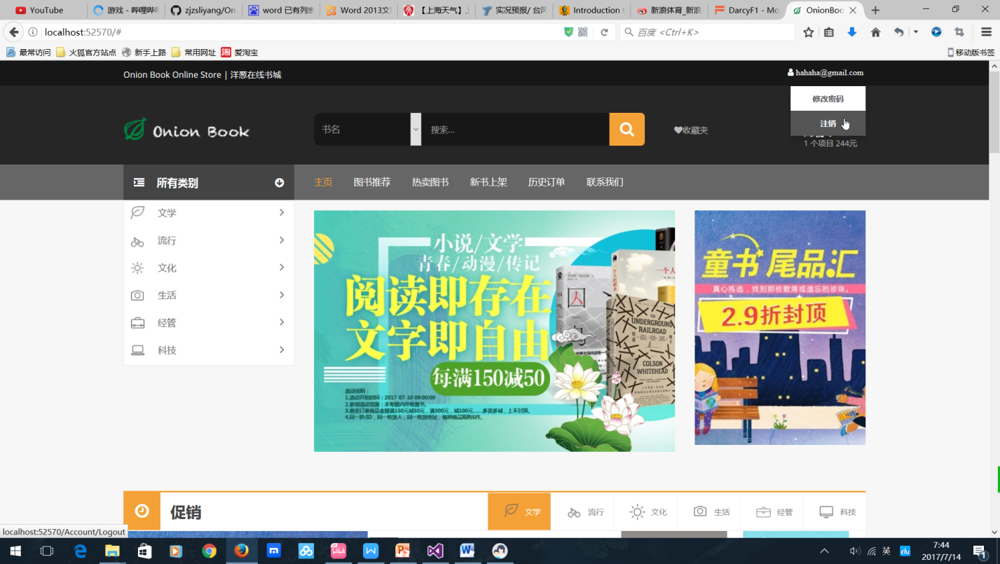 YouTube
游戏 - 哔哩哔哩
zjzsliyang/On
word 已有列表
Word 2013文
【上海天气】上
实况预报/ 台风
Introduction t
新浪体育_新浪
DarcyF1 - Mo
OnionBoo
localhost:52570/#
百度 <Ctrl+K>
最常访问
火狐官方站点
新手上路
常用网址
淘
爱淘宝
移动版书签
Onion Book Online Store | 洋葱在线书城
hahaha@gmail.com
修改密码
注销
Onion Book
书名
搜索...
收藏夹
1 个项目 244元
所有类别
主页
图书推荐
热卖图书
新书上架
历史订单
联系我们
文学
流行
文化
生活
经管
科技
小说/文学
青春/动漫/传记
阅读即存在
文字即自由
每满150减50
活动说明：
1.活动开始时间：2017-07-10 09:00:00
2.参加活动范围：本专题内所有图书。
3.单张订单商品金额满150元减50元，满300元，减100元......多买多减，上不封顶。
4.同一IP/ID，同一收货人，同一收货地址，每种商品限购5件。
囚
鸟
一个人
THE
UNDERGROUND
RAILROAD
COLSON
WHITEHEAD
童书 尾品汇
真心拣选，找到那些散落或遗忘的珍珠。
2.9折封顶
促销
文学
流行
文化
生活
经管
科技
localhost:52570/Account/Logout
英
du
7:44
2017/7/14
1